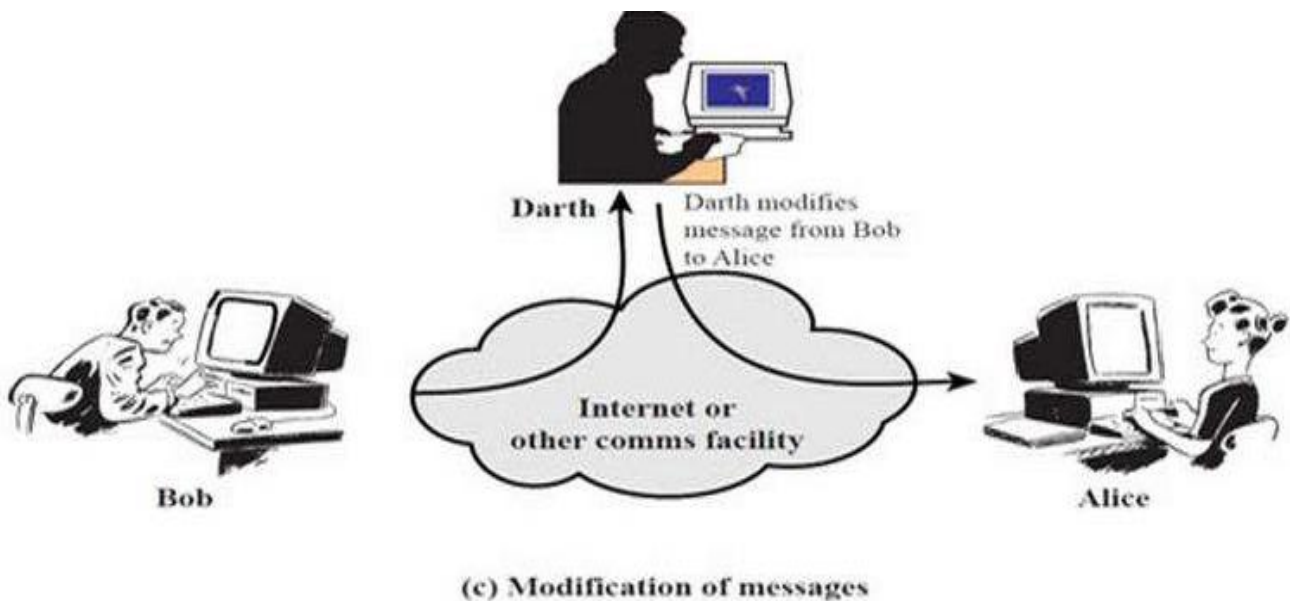 Darth
Darth modifies
message from Bob
to Alice
Internet or
other comms facility
Bob
Alice
(c) Modification of messages